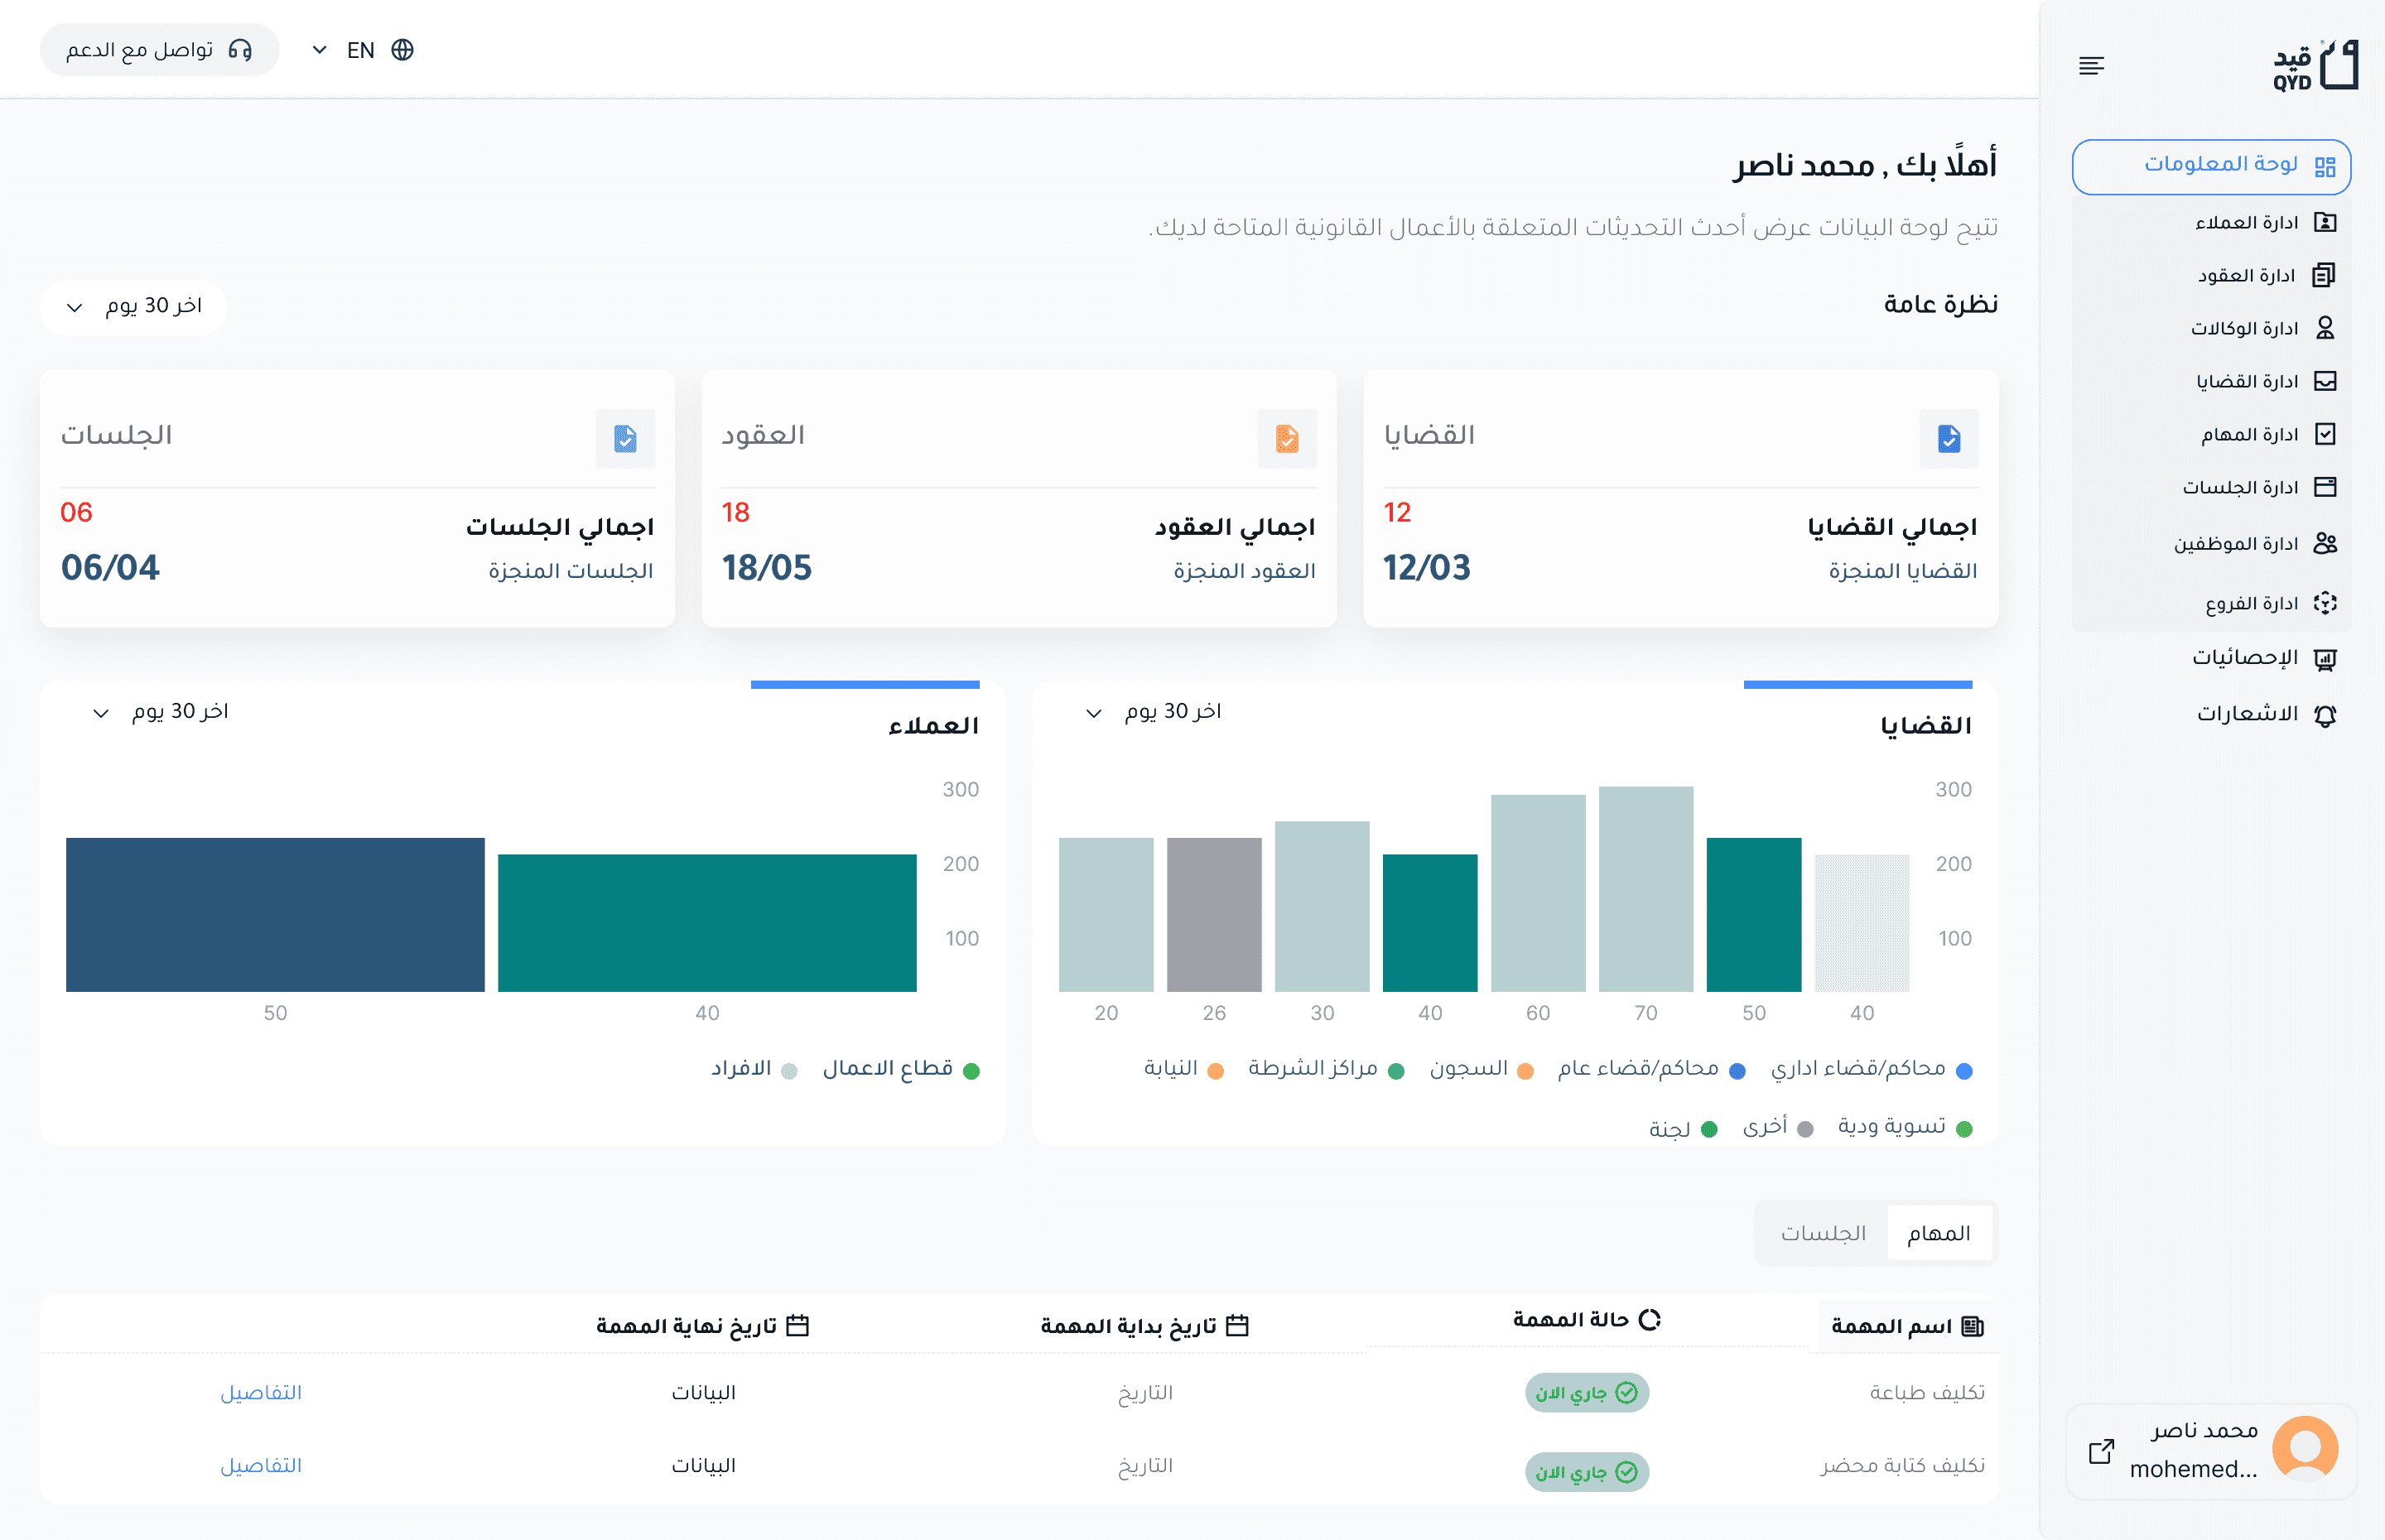 قيد
QYD
لوحة المعلومات
ادارة العملاء
ادارة العقود
ادارة الوكالات
ادارة القضايا
ادارة المهام
ادارة الجلسات
ادارة الموظفين
ادارة الفروع
الإحصائيات
الاشعارات
محمد ناصر
mohemed...
EN
تواصل مع الدعم
أهلًا بك , محمد ناصر
تتيح لوحة البيانات عرض أحدث التحديثات المتعلقة بالأعمال القانونية المتاحة لديك.
نظرة عامة
اخر 30 يوم
القضايا
اجمالي القضايا
12
القضايا المنجزة
12/03
العقود
اجمالي العقود
18
العقود المنجزة
18/05
الجلسات
اجمالي الجلسات
06
الجلسات المنجزة
06/04
القضايا
اخر 30 يوم
300
200
100
40 50 70 60 40 30 26 20
محاكم/قضاء اداري محاكم/قضاء عام السجون مراكز الشرطة النيابة
تسوية ودية أخرى لجنة
العملاء
اخر 30 يوم
300
200
100
40 50
قطاع الاعمال الافراد
المهام الجلسات
اسم المهمة حالة المهمة تاريخ بداية المهمة تاريخ نهاية المهمة
تكليف طباعة جاري الان التاريخ البيانات التفاصيل
تكليف كتابة محضر جاري الان التاريخ البيانات التفاصيل